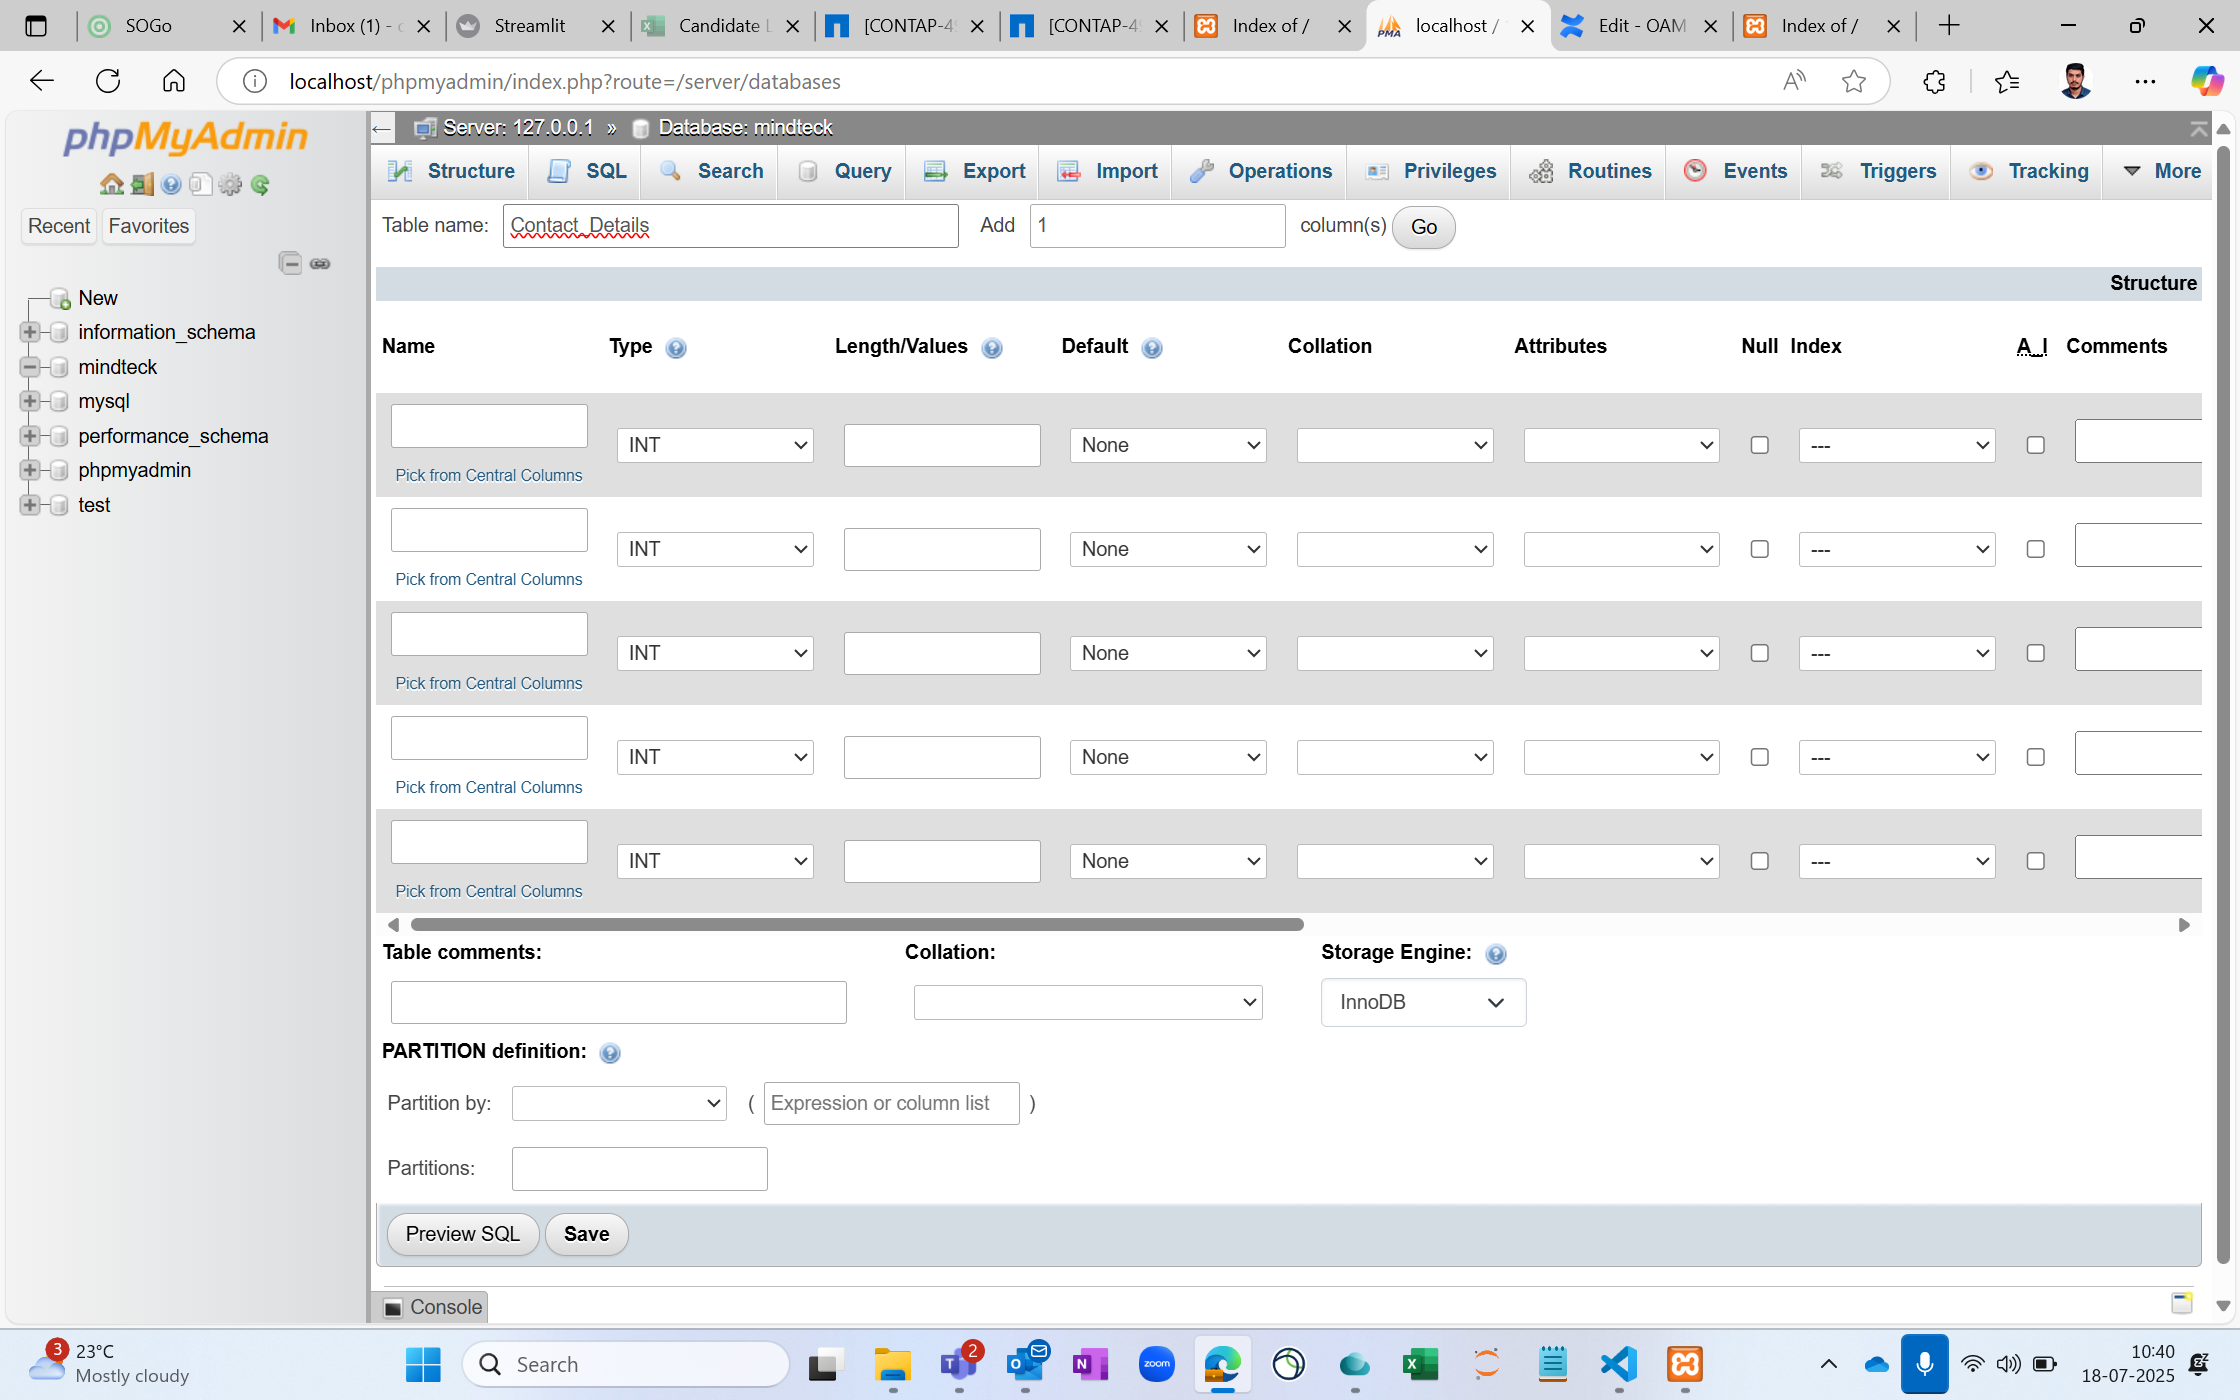 SOGo
Inbox (1) - c
Streamlit
Candidate L
[CONTAP-4
[CONTAP-4
Index of /
PMA
localhost /
Edit - OAM
Index of /
localhost/phpmyadmin/index.php?route=/server/databases
phpMyAdmin
Recent
Favorites
New
information_schema
mindteck
mysql
performance_schema
phpmyadmin
test
Server: 127.0.0.1 » Database: mindteck
Structure SQL Search Query Export Import Operations Privileges Routines Events Triggers Tracking More
Table name: Contact_Details Add 1 column(s) Go
Structure
Name Type Length/Values Default Collation Attributes Null Index A_I Comments
INT None ---
Pick from Central Columns
INT None ---
Pick from Central Columns
INT None ---
Pick from Central Columns
INT None ---
Pick from Central Columns
INT None ---
Pick from Central Columns
Table comments: Collation: Storage Engine:
InnoDB
PARTITION definition:
Partition by: ( Expression or column list )
Partitions:
Preview SQL Save
Console
3
23°C
Mostly cloudy
Search
2
zoom
10:40
18-07-2025